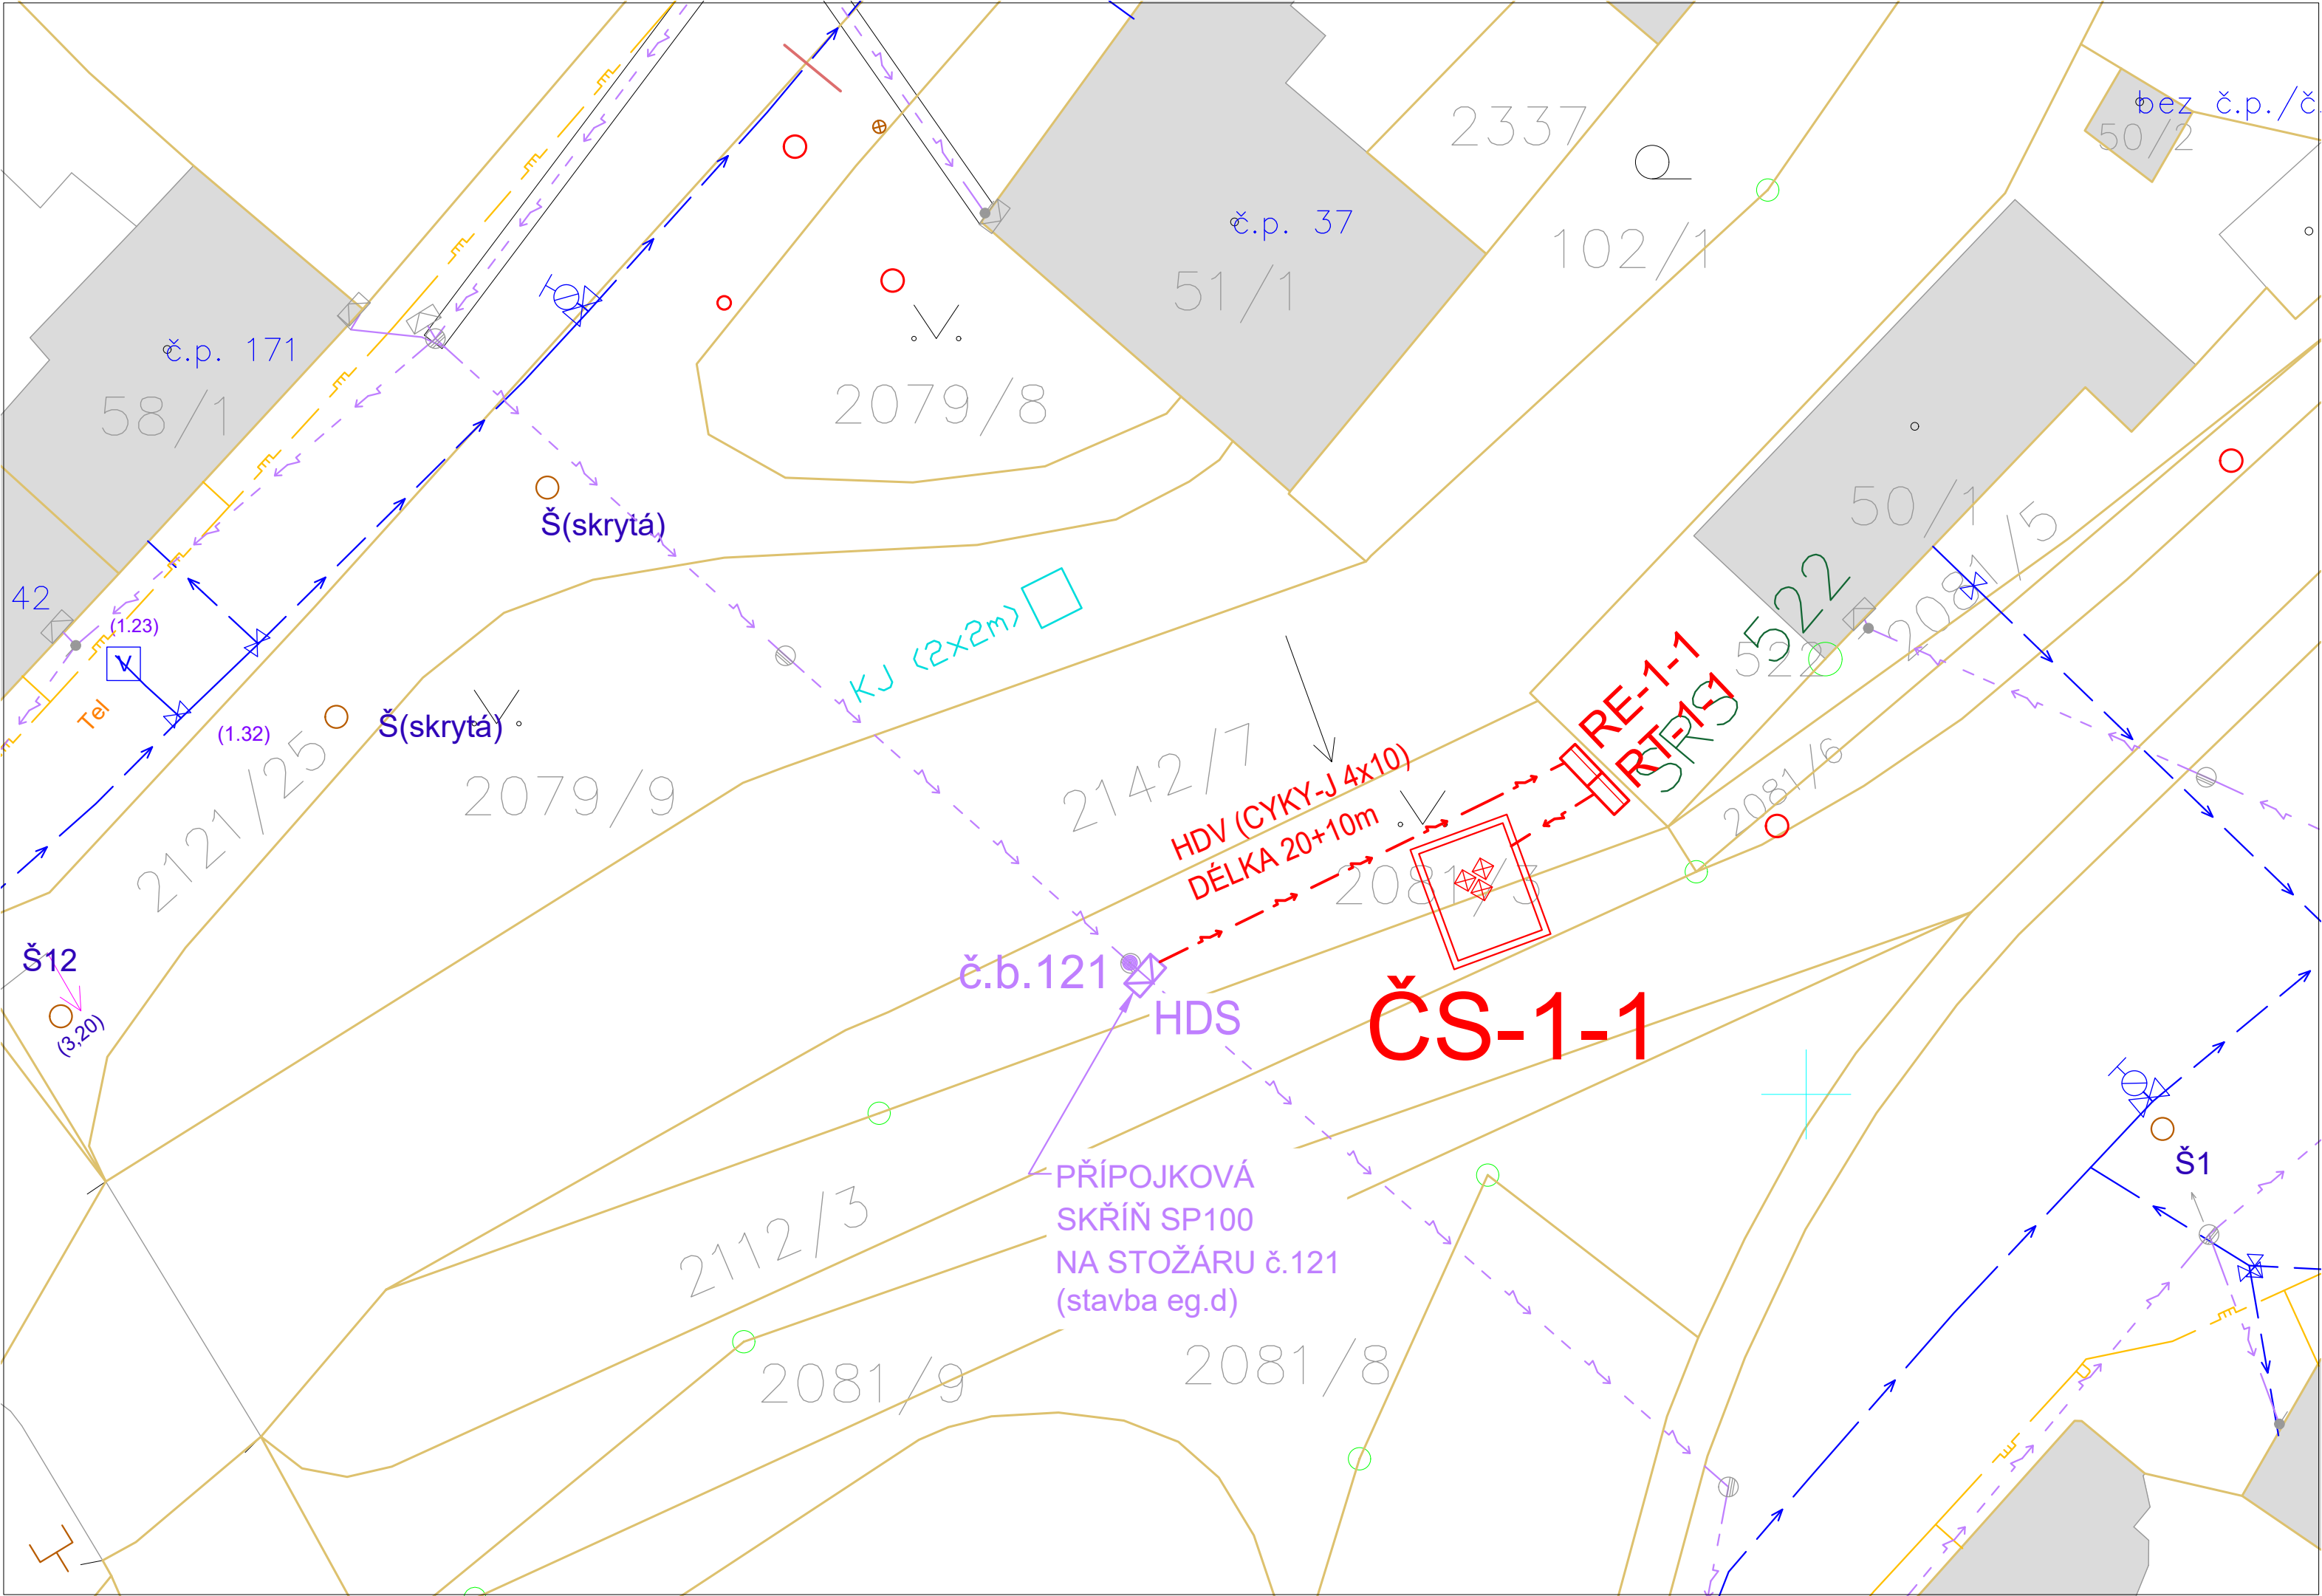 bez č.p./č.
50/2
2337
č.p. 37
102/1
51/1
č.p. 171
58/1
2079/8
50/1
Š(skrytá)
2081/5
522
522
42
(1.23)
V
KJ (2x2m)
RE-1-1
RT-1-1
SRS
Tel
Š(skrytá)
(1.32)
2121/25
2079/9
2142/7
HDV (CYKY-J 4x10)
DÉLKA 20+10m
2081/6
2081/3
Š12
(3,20)
č.b.121
HDS
ČS-1-1
Š1
PŘÍPOJKOVÁ
SKŘÍŇ SP100
NA STOŽÁRU č.121
(stavba eg.d)
2112/3
2081/9
2081/8